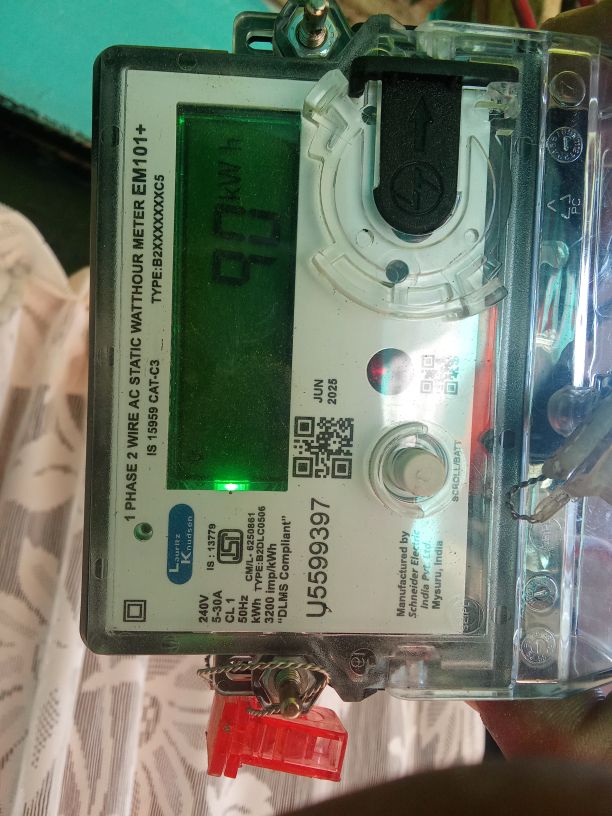 1 PHASE 2 WIRE AC STATIC WATTHOUR METER EM101+
IS 15959 CAT-C3
TYPE:B2XXXXXXXC5
90 kWh
Lauritz
Knudsen
IS : 13779
CM/L- 6250861
240V
5-30A
CL 1
50Hz
kWh TYPE:B2DLC0506
3200 imp/kWh
"DLMS Compliant"
JUN
2025
U5599397
SCROLL/BATT
Manufactured by
Schneider Electric
India Pvt Ltd,
Mysuru, India
PC